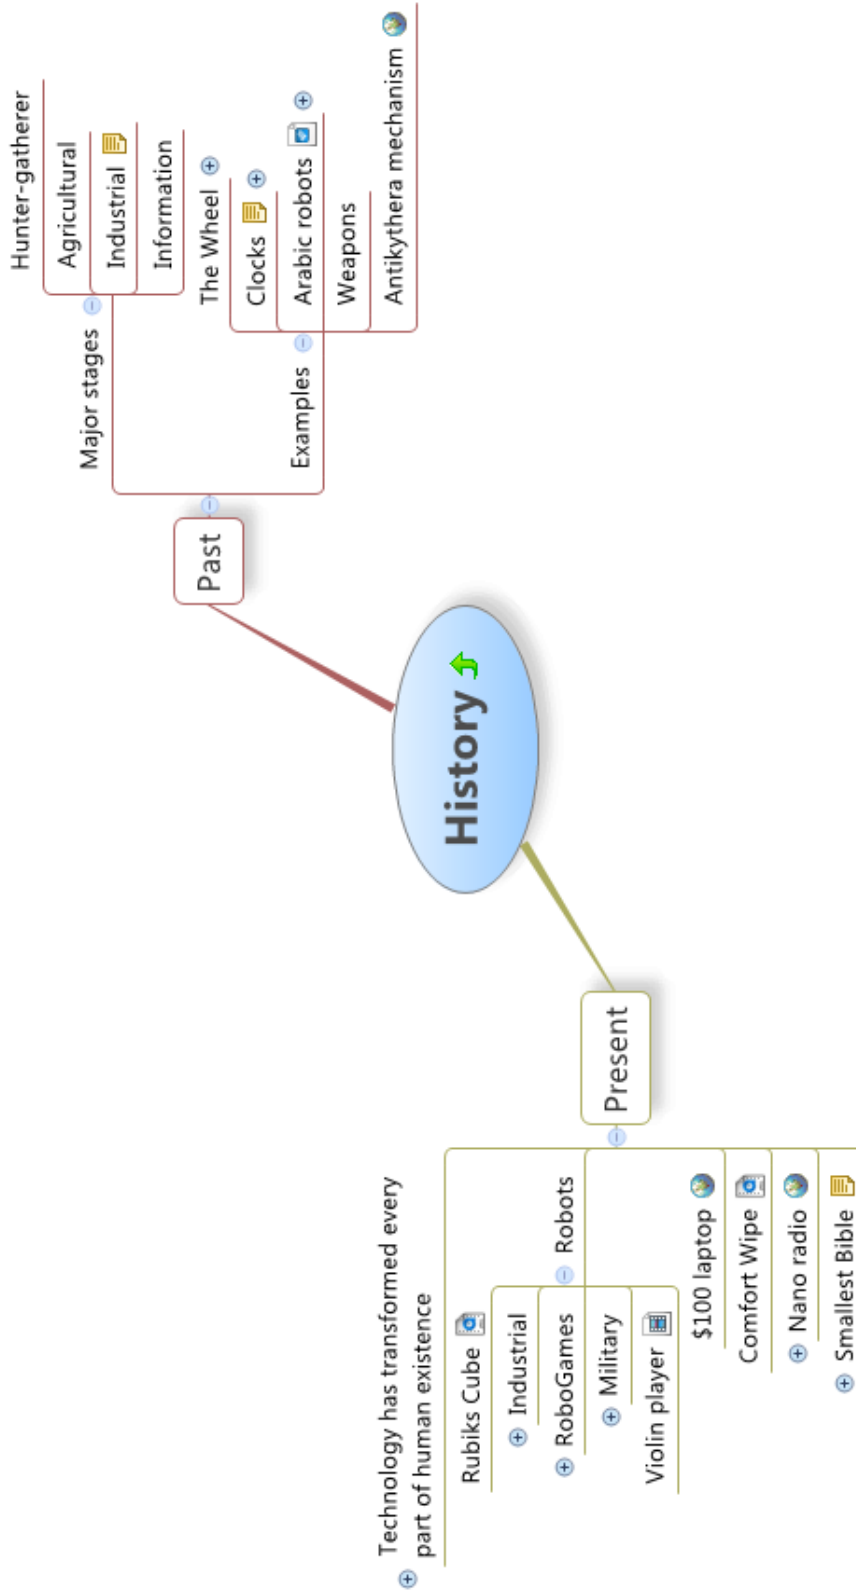 History
Past
Major stages
Hunter-gatherer
Agricultural
Industrial
Information
Examples
The Wheel
Clocks
Arabic robots
Weapons
Antikythera mechanism
Present
Technology has transformed every
part of human existence
Robots
Rubiks Cube
Industrial
RoboGames
Military
Violin player
$100 laptop
Comfort Wipe
Nano radio
Smallest Bible